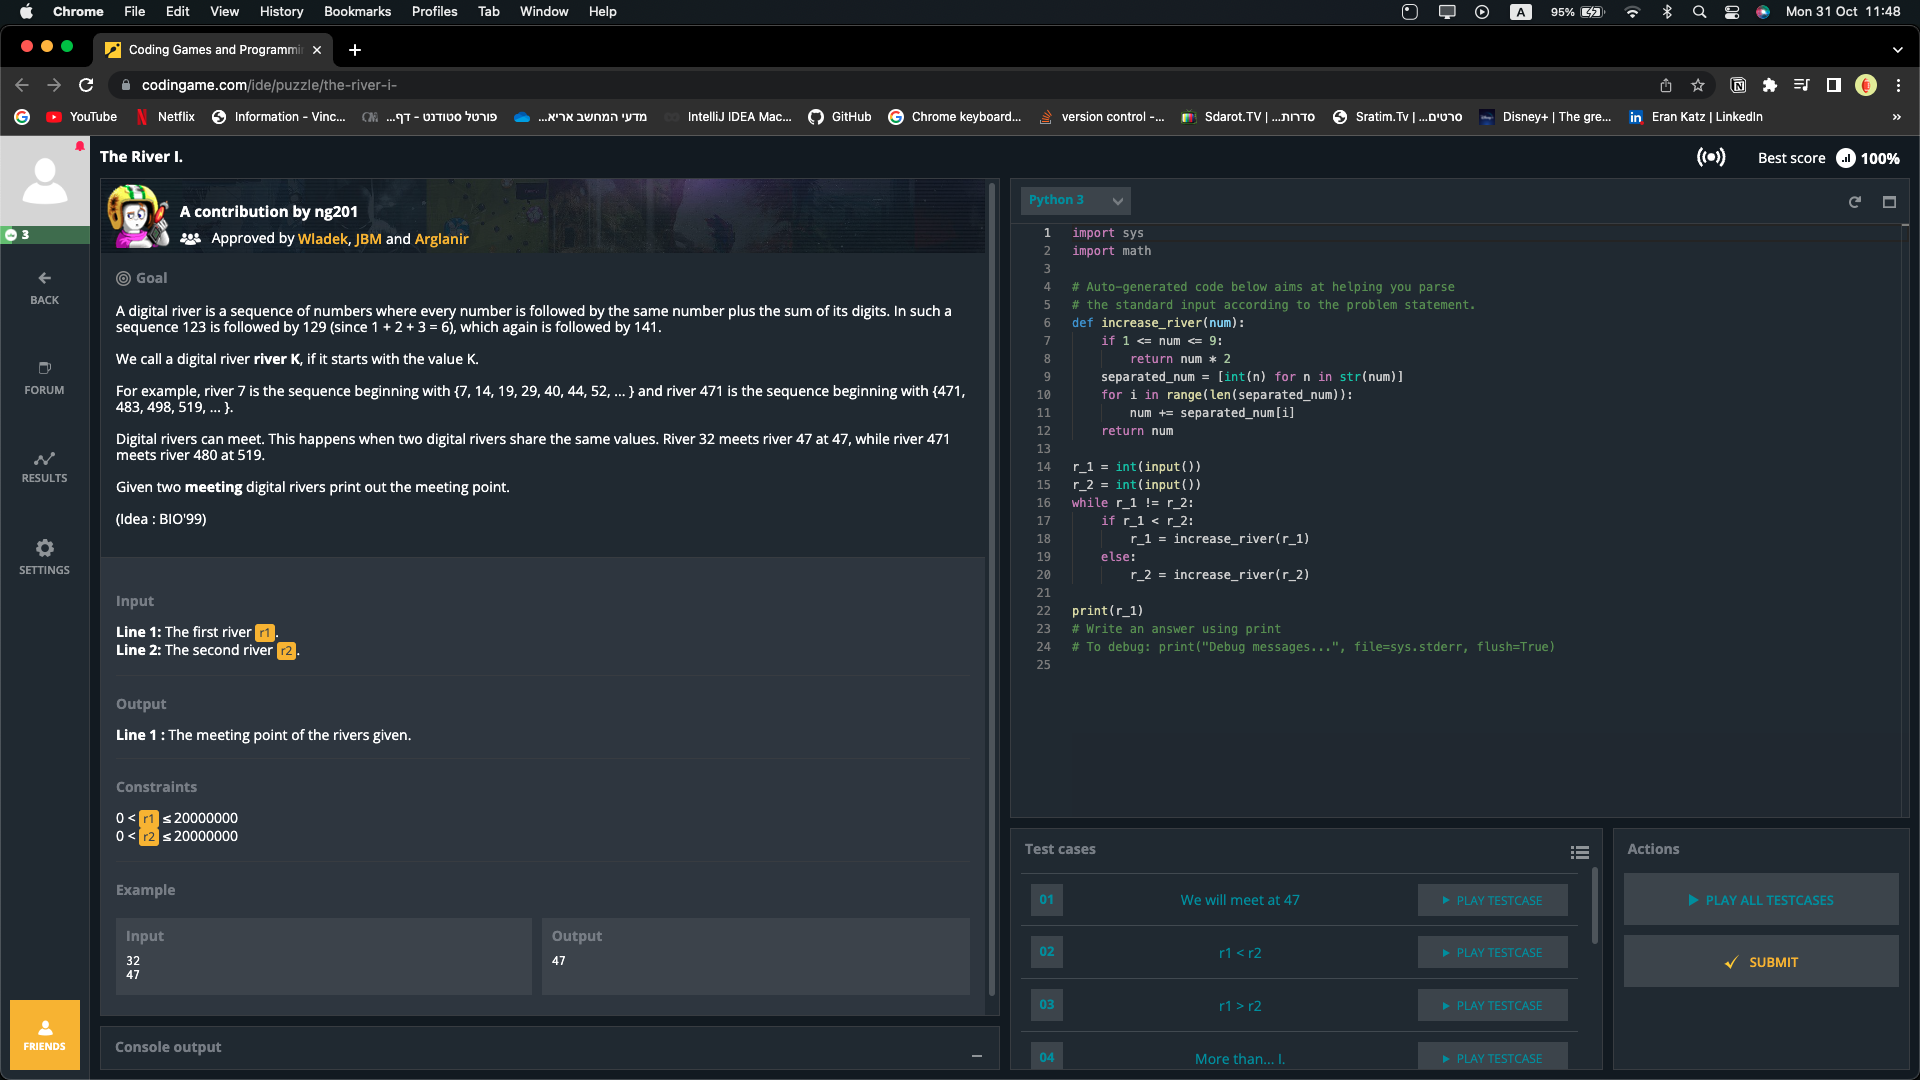 Chrome File Edit View History Bookmarks Profiles Tab Window Help A 95% Mon 31 Oct 11:48
Coding Games and Programmi
codingame.com/ide/puzzle/the-river-i-
YouTube Netflix Information - Vinc... פורטל סטודנט - דף... מדעי המחשב אריא... IntelliJ IDEA Mac... GitHub Chrome keyboard... version control -... Sdarot.TV | סדרות... Sratim.Tv | סרטים... Disney+ | The gre... Eran Katz | LinkedIn »
The River I.
Best score 100%
3
BACK
FORUM
RESULTS
SETTINGS
FRIENDS
A contribution by ng201
Approved by Wladek, JBM and Arglanir
Goal
A digital river is a sequence of numbers where every number is followed by the same number plus the sum of its digits. In such a
sequence 123 is followed by 129 (since 1 + 2 + 3 = 6), which again is followed by 141.
We call a digital river river K, if it starts with the value K.
For example, river 7 is the sequence beginning with {7, 14, 19, 29, 40, 44, 52, ... } and river 471 is the sequence beginning with {471,
483, 498, 519, ... }.
Digital rivers can meet. This happens when two digital rivers share the same values. River 32 meets river 47 at 47, while river 471
meets river 480 at 519.
Given two meeting digital rivers print out the meeting point.
(Idea : BIO'99)
Input
Line 1: The first river r1.
Line 2: The second river r2.
Output
Line 1 : The meeting point of the rivers given.
Constraints
0 < r1 ≤ 20000000
0 < r2 ≤ 20000000
Example
Input
32
47
Output
47
Console output
Python 3
1 import sys
2 import math
3
4 # Auto-generated code below aims at helping you parse
5 # the standard input according to the problem statement.
6 def increase_river(num):
7 if 1 <= num <= 9:
8 return num * 2
9 separated_num = [int(n) for n in str(num)]
10 for i in range(len(separated_num)):
11 num += separated_num[i]
12 return num
13
14 r_1 = int(input())
15 r_2 = int(input())
16 while r_1 != r_2:
17 if r_1 < r_2:
18 r_1 = increase_river(r_1)
19 else:
20 r_2 = increase_river(r_2)
21
22 print(r_1)
23 # Write an answer using print
24 # To debug: print("Debug messages...", file=sys.stderr, flush=True)
25
Test cases
01 We will meet at 47 PLAY TESTCASE
02 r1 < r2 PLAY TESTCASE
03 r1 > r2 PLAY TESTCASE
04 More than... I. PLAY TESTCASE
Actions
PLAY ALL TESTCASES
SUBMIT